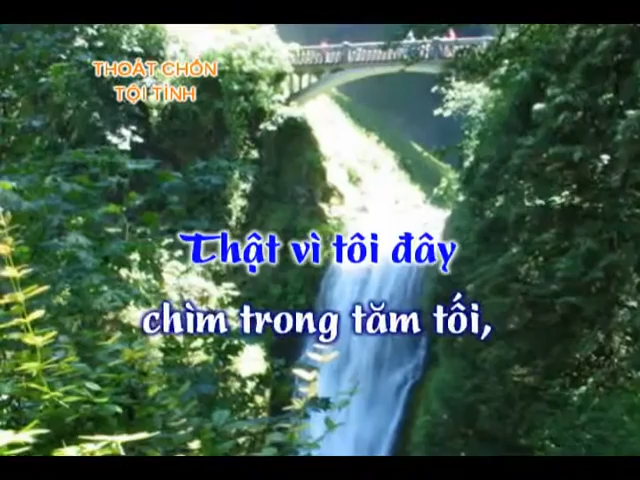 THOÁT CHỐN
TỘI TÌNH
Thật vì tôi đây
chìm trong tăm tối,